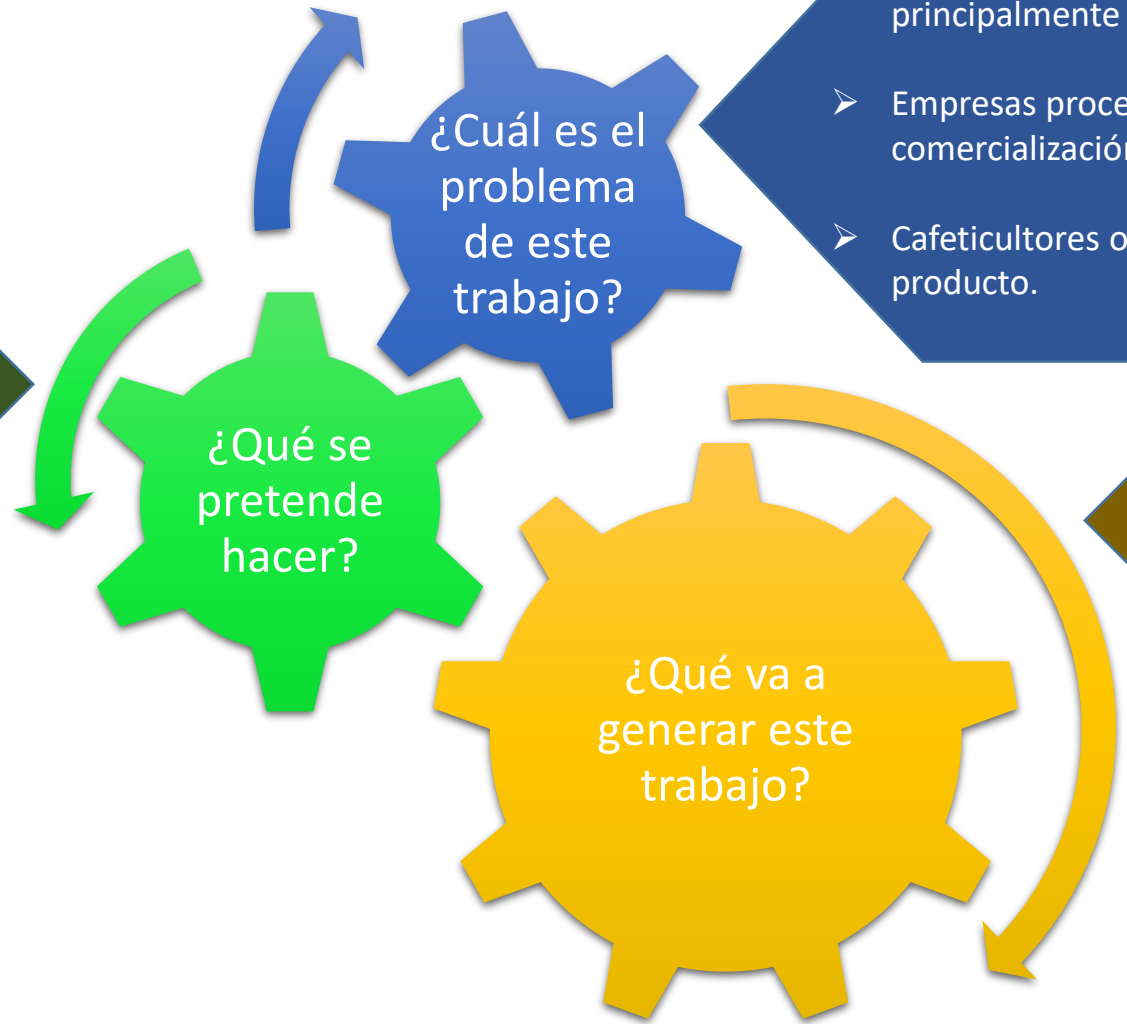 principalmente
Empresas proce
comercialización
Cafeticultores o
producto.
¿Cuál es el
problema
de este
trabajo?
¿Qué se
pretende
hacer?
¿Qué va a
generar este
trabajo?